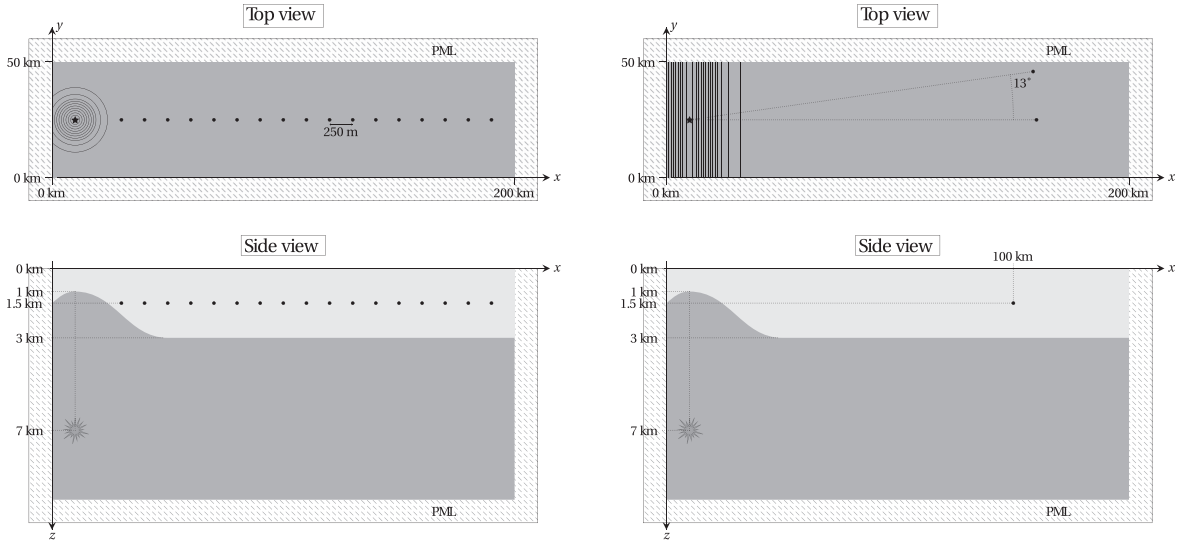 Top view
y
PML
50 km
250 m
0 km
x
0 km
200 km
Side view
0 km
x
1 km
1.5 km
3 km
7 km
PML
z
Top view
y
PML
50 km
13°
0 km
x
0 km
200 km
Side view
100 km
0 km
x
1 km
1.5 km
3 km
7 km
PML
z